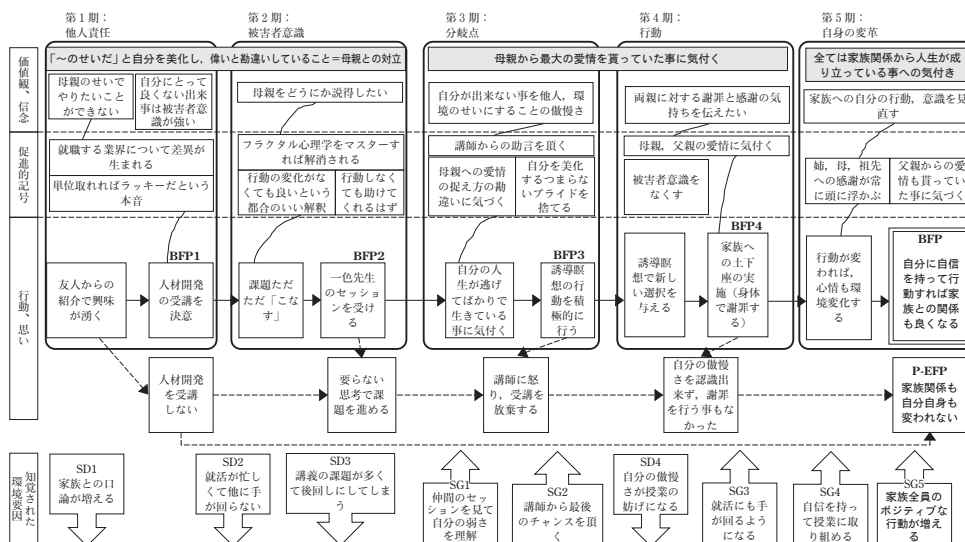 第1期：
他人責任
第2期：
被害者意識
第3期：
分岐点
第4期：
行動
第5期：
自身の変革
価値観、信念
「〜のせいだ」と自分を美化し，偉いと勘違いしていること＝母親との対立
母親から最大の愛情を貰っていた事に気付く
全ては家族関係から人生が成
り立っている事への気付き
母親のせいで
やりたいこと
ができない
自分にとって
良くない出来
事は被害者意
識が強い
母親をどうにか説得したい
自分が出来ない事を他人，環
境のせいにすることの傲慢さ
両親に対する謝罪と感謝の気
持ちを伝えたい
家族への自分の行動，意識を見
直す
促進的記号
就職する業界について差異が
生まれる
単位取れればラッキーだという
本音
フラクタル心理学をマスターす
れば解消される
行動の変化がな
くても良いという
都合のいい解釈
行動しなく
ても助けて
くれるはず
講師からの助言を頂く
母親への愛情
の捉え方の勘
違いに気づく
自分を美化
するつまらな
いプライドを
捨てる
母親，父親の愛情に気付く
被害者意識を
なくす
姉，母，祖先
への感謝が常
に頭に浮かぶ
父親からの愛
情も貰ってい
た事に気づく
行動、思い
友人からの
紹介で興味
が湧く
BFP1
人材開発
の受講を
決意
課題ただ
ただ「こな
す」
BFP2
一色先生
のセッショ
ンを受け
る
自分の人
生が逃げ
てばかりで
生きている
事に気付く
BFP3
誘導瞑
想の行動を積
極的に行
う
誘導瞑
想で新し
い選択を
与える
BFP4
家族へ
の土下
座の実
施（身体
で謝罪す
る）
行動が
変われば，
心情も環
境変化す
る
BFP
自分に自信
を持って行
動すれば家
族との関係
も良くなる
人材開発
を受講し
ない
要らない
思考で課
題を進める
講師に怒
り，受講を
放棄する
自分の傲慢
さを認識出
来ず，謝罪
を行う事もな
かった
P-EFP
家族関係も
自分自身も
変われない
知覚された
環境要因
SD1
家族との口
論が増える
SD2
就活が忙し
くて他に手
が回らない
SD3
講義の課題が多く
て後回しにしてしま
う
SG1
仲間のセッ
ションを見て
自分の弱さ
を理解
SG2
講師から最後
のチャンスを頂
く
SD4
自分の傲慢
さが授業の
妨げになる
SG3
就活にも手
が回るよう
になる
SG4
自信を持っ
て授業に取
り組める
SG5
家族全員の
ポジティブな
行動が増え
る